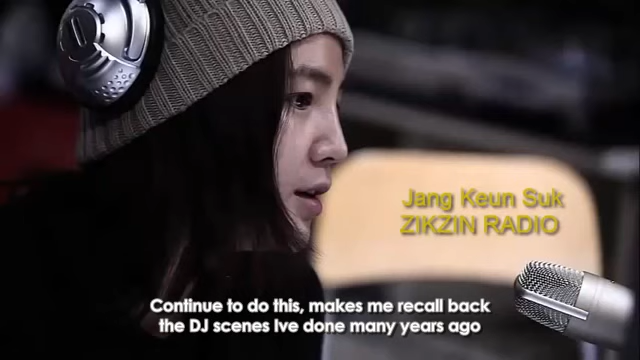 Jang Keun Suk
ZIKZIN RADIO
Continue to do this, makes me recall back
the DJ scenes Ive done many years ago